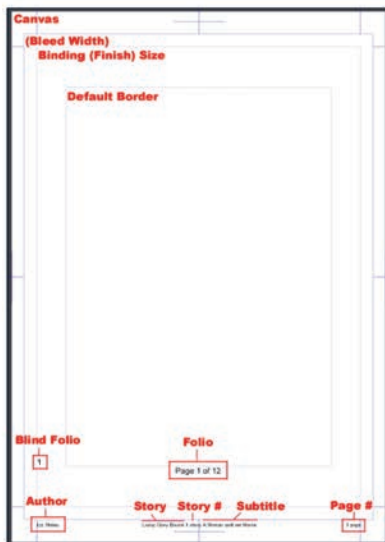 Canvas
(Bleed Width)
Binding (Finish) Size
Default Border
Blind Folio
1
Folio
Page 1 of 12
Author
Story Story # Subtitle
Page #